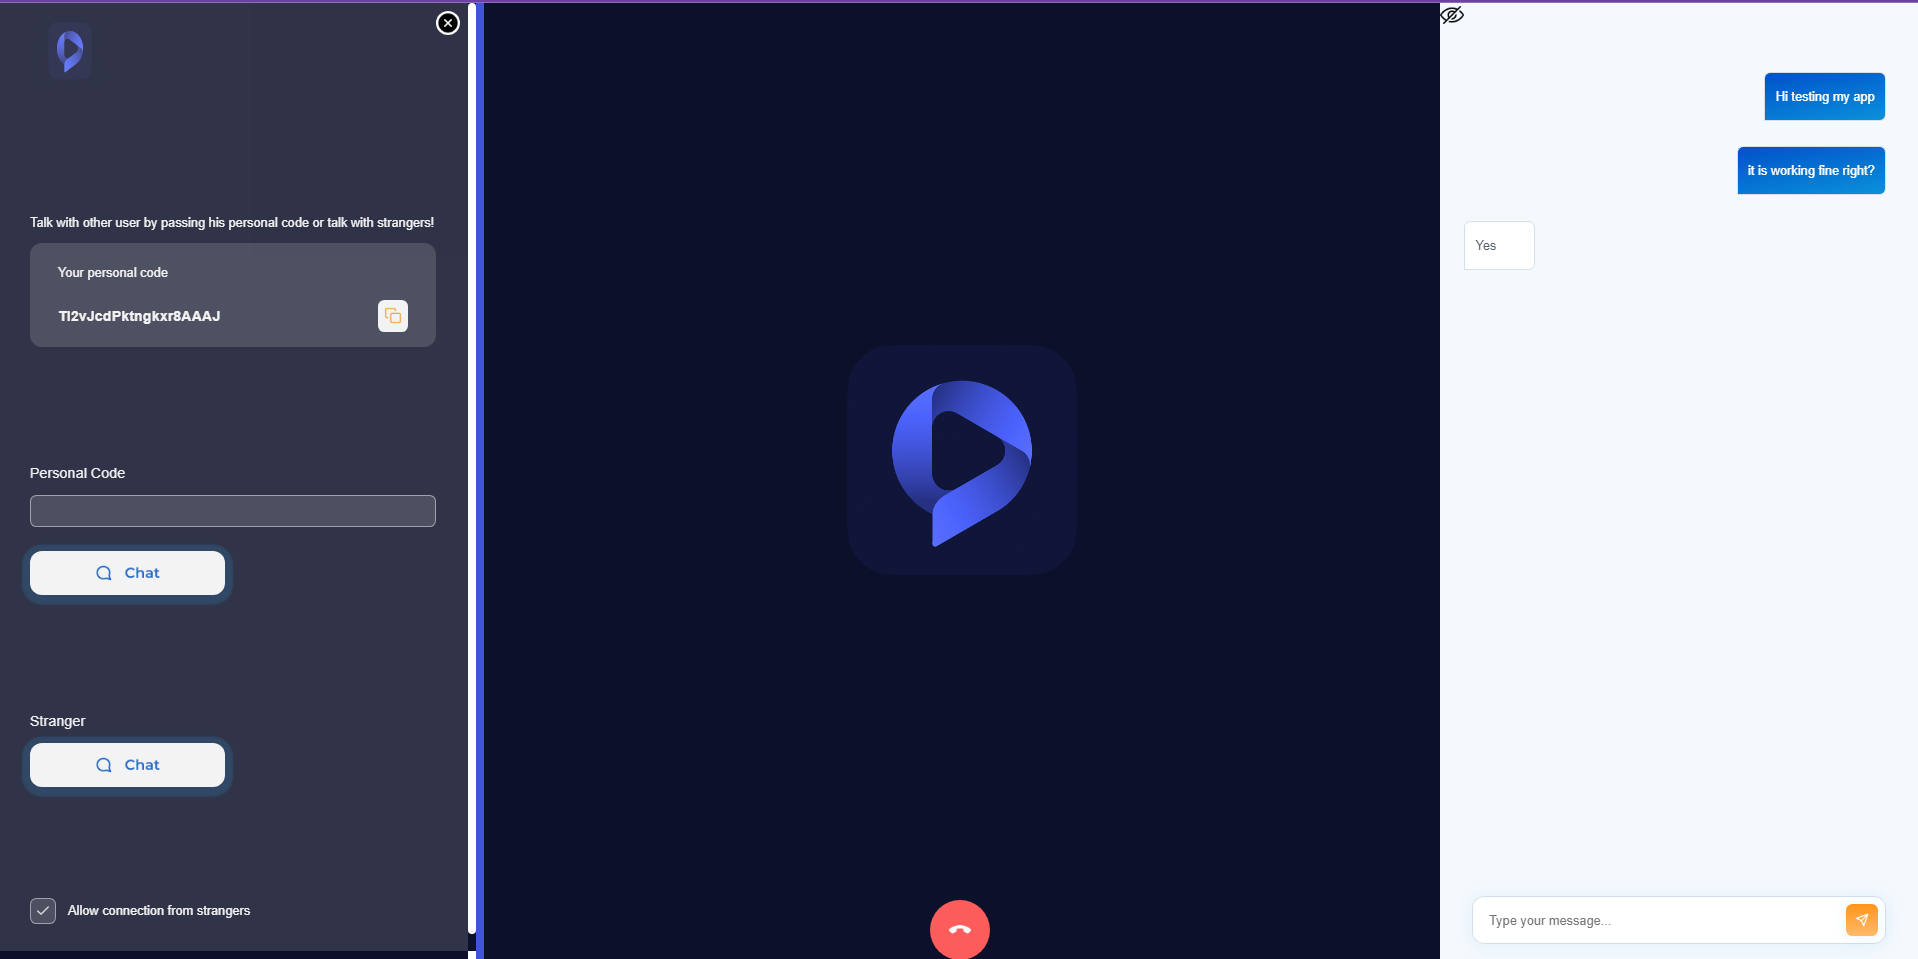 Talk with other user by passing his personal code or talk with strangers!
Your personal code
Tl2vJcdPktngkxr8AAAJ
Personal Code
Chat
Stranger
Chat
Allow connection from strangers
Hi testing my app
it is working fine right?
Yes
Type your message...